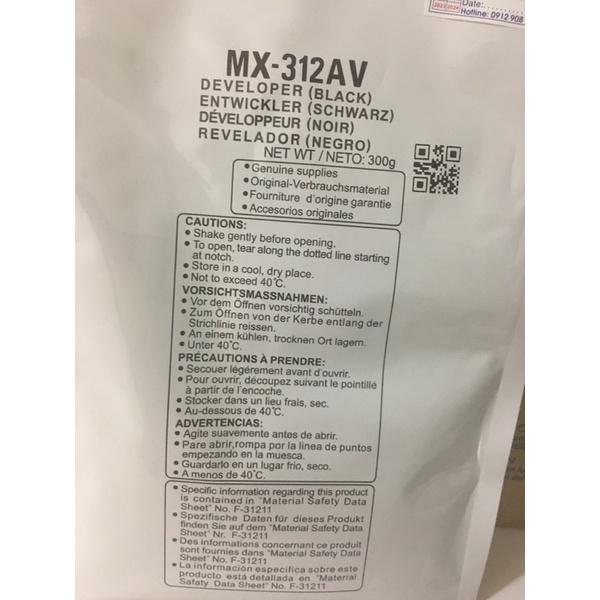 2023 2024
Date:
Hotline: 0912 908
MX-312AV
DEVELOPER (BLACK)
ENTWICKLER (SCHWARZ)
DÉVELOPPEUR (NOIR)
REVELADOR (NEGRO)
NET WT / NETO: 300g
• Genuine supplies
• Original-Verbrauchsmaterial
• Fourniture d'origine garantie
• Accesorios originales
CAUTIONS:
• Shake gently before opening.
• To open, tear along the dotted line starting
at notch.
• Store in a cool, dry place.
• Not to exceed 40°C.
VORSICHTSMASSNAHMEN:
• Vor dem Öffnen vorsichtig schütteln.
• Zum Öffnen von der Kerbe entlang der
Strichlinie reissen.
• An einem kühlen, trocknen Ort lagern.
• Unter 40°C.
PRÉCAUTIONS À PRENDRE:
• Secouer légérement avant d'ouvrir.
• Pour ouvrir, découpez suivant le pointillé
à partir de l'encoche.
• Stocker dans un lieu frais, sec.
• Au-dessous de 40°C.
ADVERTENCIAS:
• Agite suavemente antes de abrir.
• Pare abrir,rompa por la linea de puntos
empezando en la muesca.
• Guardarlo en un lugar frio, seco.
• A menos de 40°C.
• Specific information regarding this product
is contained in "Material Safety Data
Sheet" No. F-31211
• Spezifische Daten für dieses Produkt
finden Sie auf dem "Material Safety Data
Sheet" Nr. F-31211
• Des informations concernant ce produit
sont fournies dans "Material Safety Data
Sheet" No. F-31211
• La información especifica sobre este
producto está detallada en "Material
Safaty Data Sheet" No. F-31211